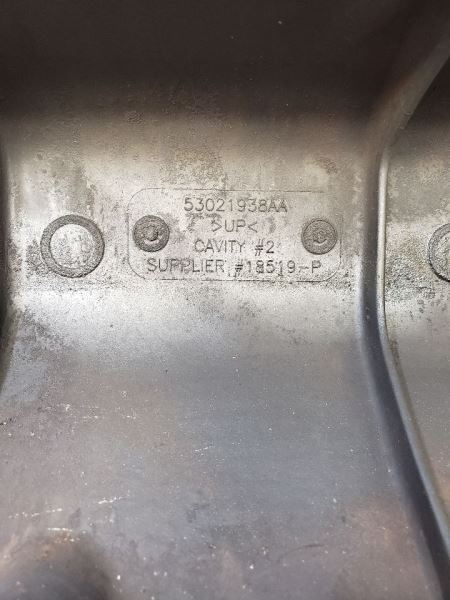 53021938AA
>UP<
CAVITY #2
SUPPLIER #18519-P